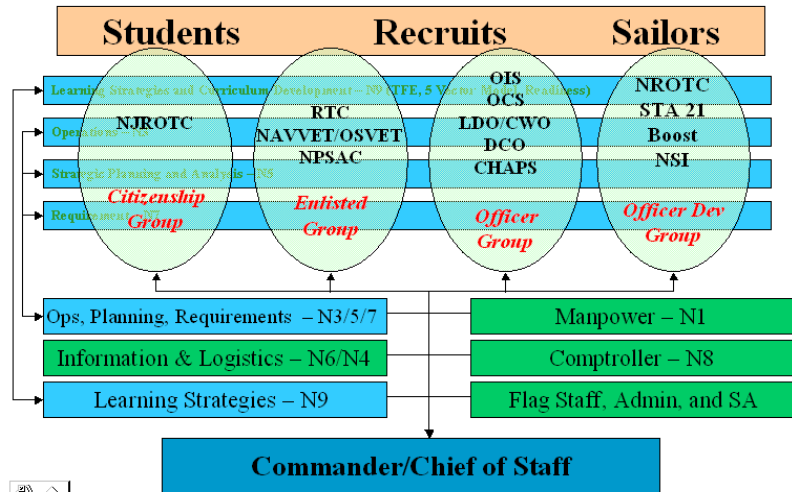 Students Recruits Sailors
Learning Strategies and Curriculum Development – N9 (TFE, 5 Vector Model, Readiness)
Operations – N3
Strategic Planning and Analysis – N5
Requirements – N7
NJROTC
Citizenship
Group
RTC
NAVVET/OSVET
NPSAC
Enlisted
Group
OIS
OCS
LDO/CWO
DCO
CHAPS
Officer
Group
NROTC
STA 21
Boost
NSI
Officer Dev
Group
Ops, Planning, Requirements – N3/5/7
Manpower – N1
Information & Logistics – N6/N4
Comptroller – N8
Learning Strategies – N9
Flag Staff, Admin, and SA
Commander/Chief of Staff